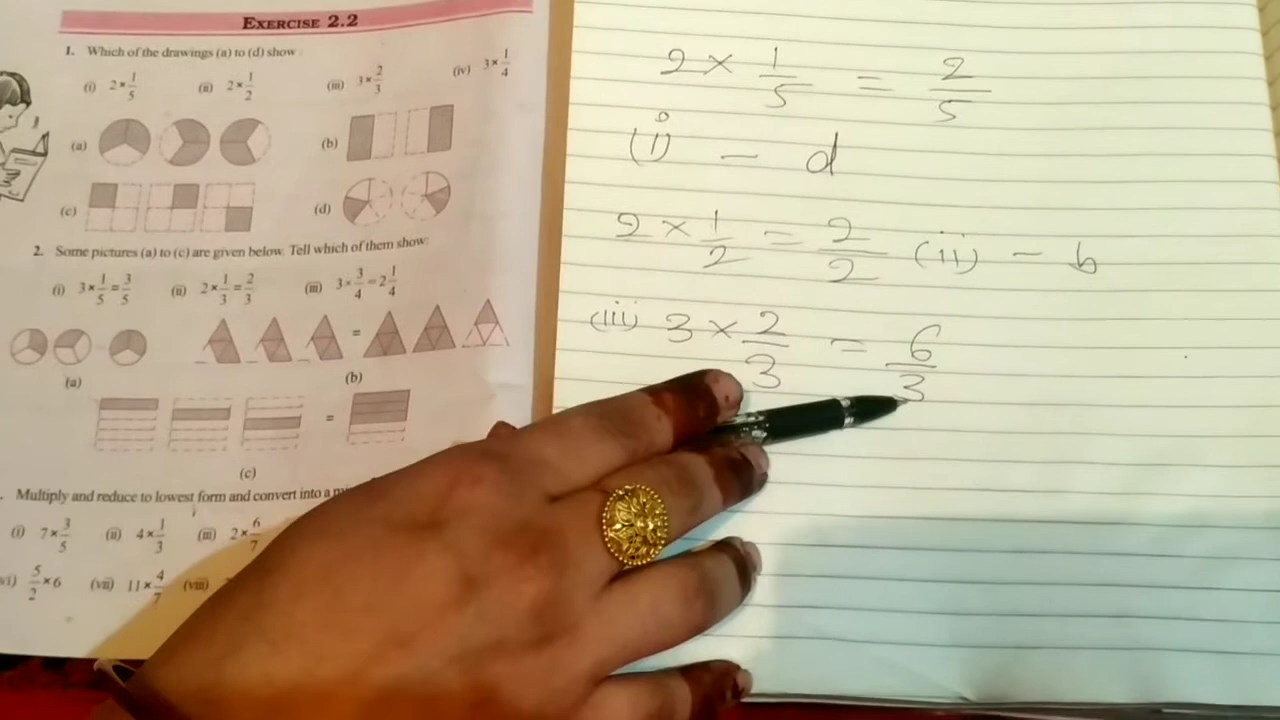 EXERCISE 2.2
1. Which of the drawings (a) to (d) show :
(i) 2×1/5 (ii) 2×1/2 (iii) 3×2/3 (iv) 3×1/4
(a) (b)
(c) (d)
2. Some pictures (a) to (c) are given below. Tell which of them show:
(i) 3×1/5=3/5 (ii) 2×1/3=2/3 (iii) 3×3/4=2 1/4
=
(a) (b)
=
(c)
. Multiply and reduce to lowest form and convert into a
(i) 7×3/5 (ii) 4×1/3 (iii) 2×6/7
vi) 5/2×6 (vii) 11×4/7 (viii)
2 × 1/5 = 2/5
(i) - d
2 × 1/2 = 2/2 (ii) - b
(iii) 3 × 2/3 = 6/3